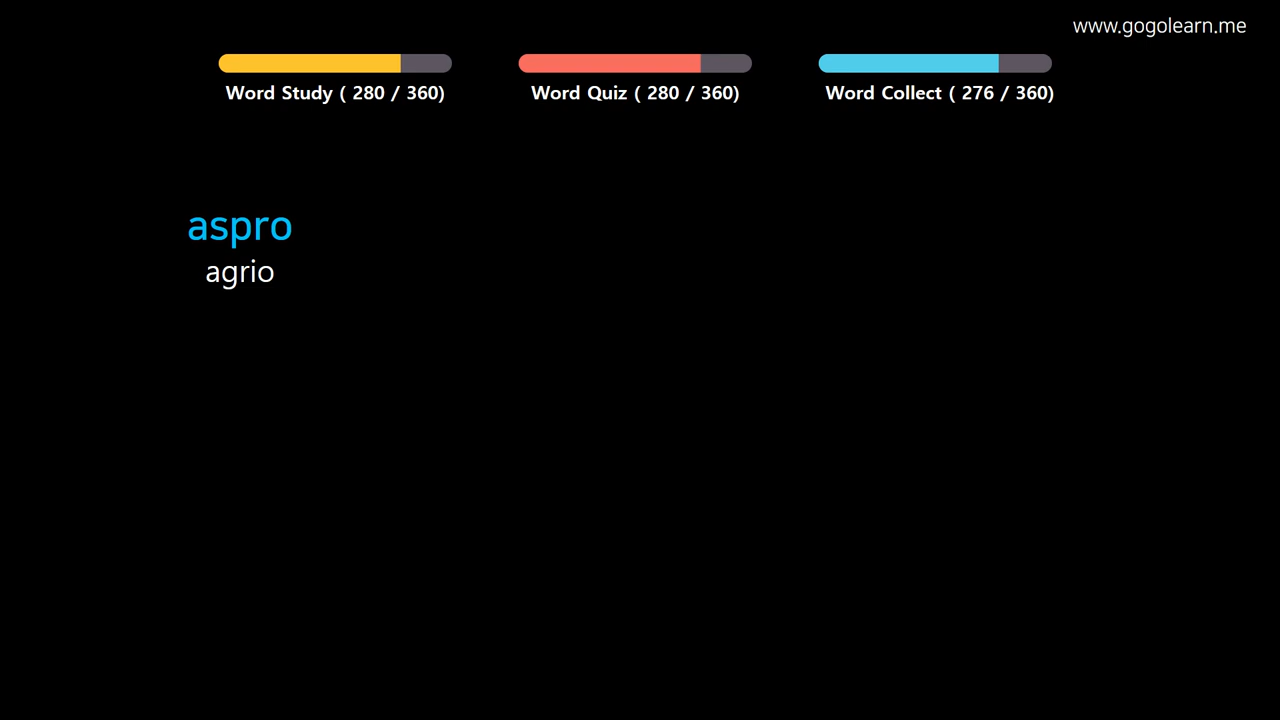 www.gogolearn.me
Word Study ( 280 / 360)
Word Quiz ( 280 / 360)
Word Collect ( 276 / 360)
aspro
agrio